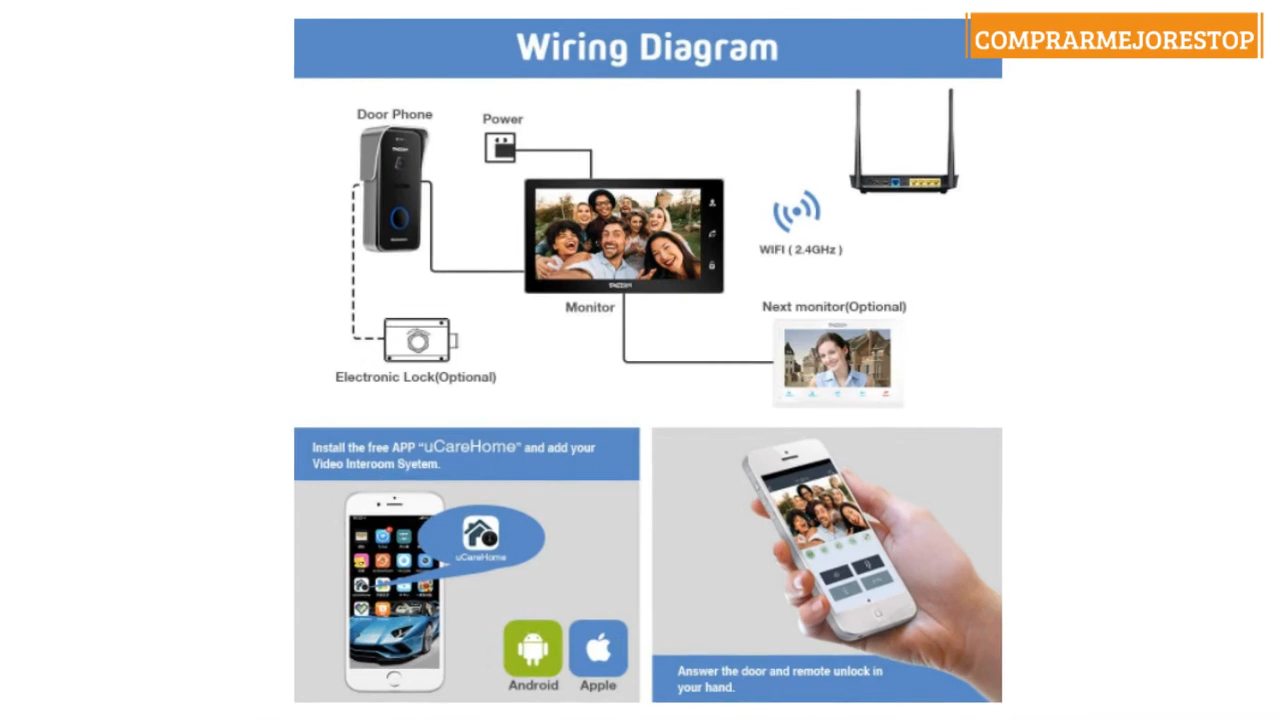 Wiring Diagram
COMPRARMEJORESTOP
Door Phone
Power
WIFI ( 2.4GHz )
Monitor
Next monitor(Optional)
Electronic Lock(Optional)
Install the free APP "uCareHome" and add your
Video Interoom Syetem.
uCareHome
Android
Apple
Answer the door and remote unlock in
your hand.